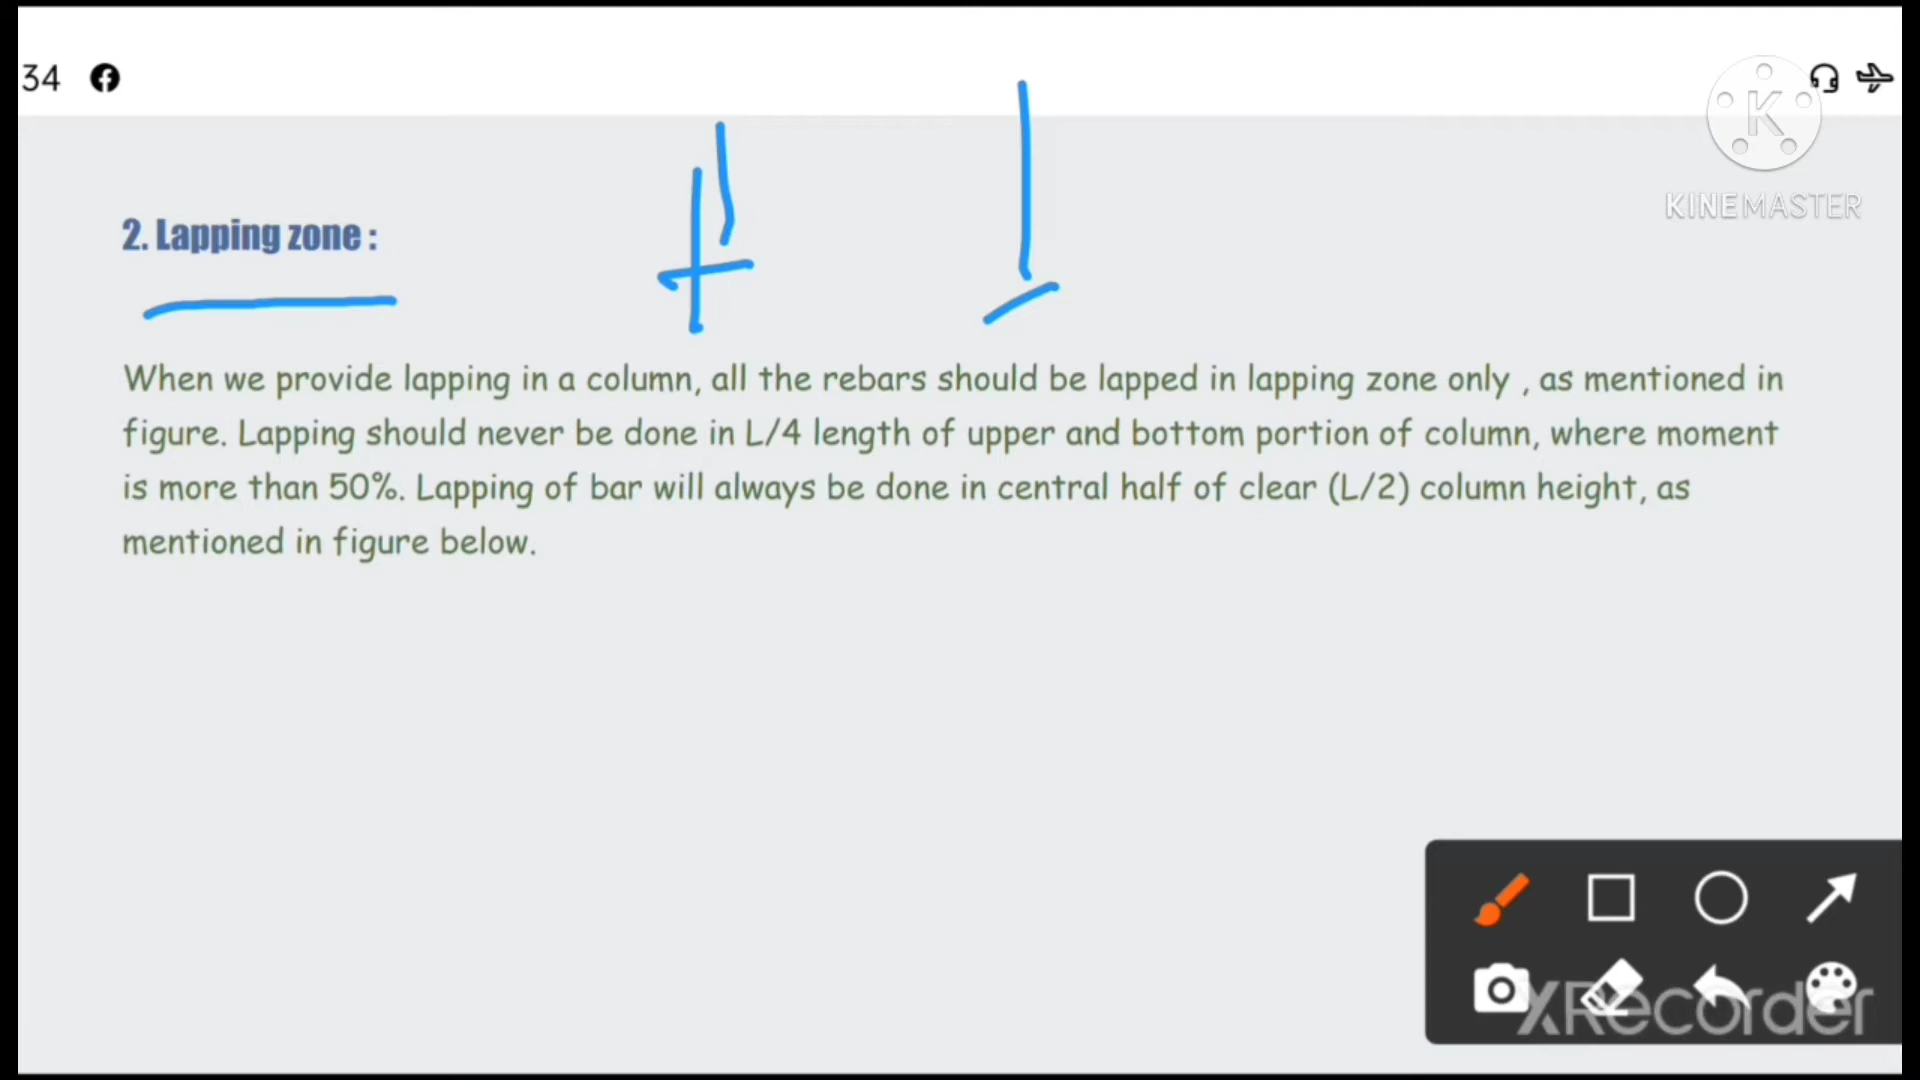 34
K
KINEMASTER
2. Lapping zone :
When we provide lapping in a column, all the rebars should be lapped in lapping zone only , as mentioned in
figure. Lapping should never be done in L/4 length of upper and bottom portion of column, where moment
is more than 50%. Lapping of bar will always be done in central half of clear (L/2) column height, as
mentioned in figure below.
XRecorder